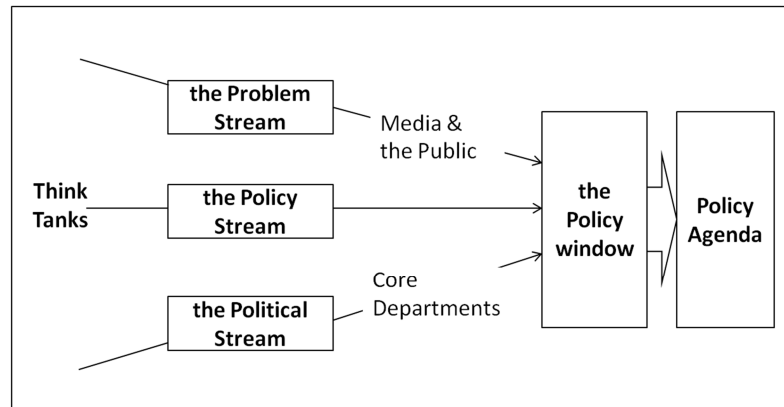 the Problem
Stream
Media &
the Public
Think
Tanks
the Policy
Stream
the
Policy
window
Policy
Agenda
Core
Departments
the Political
Stream